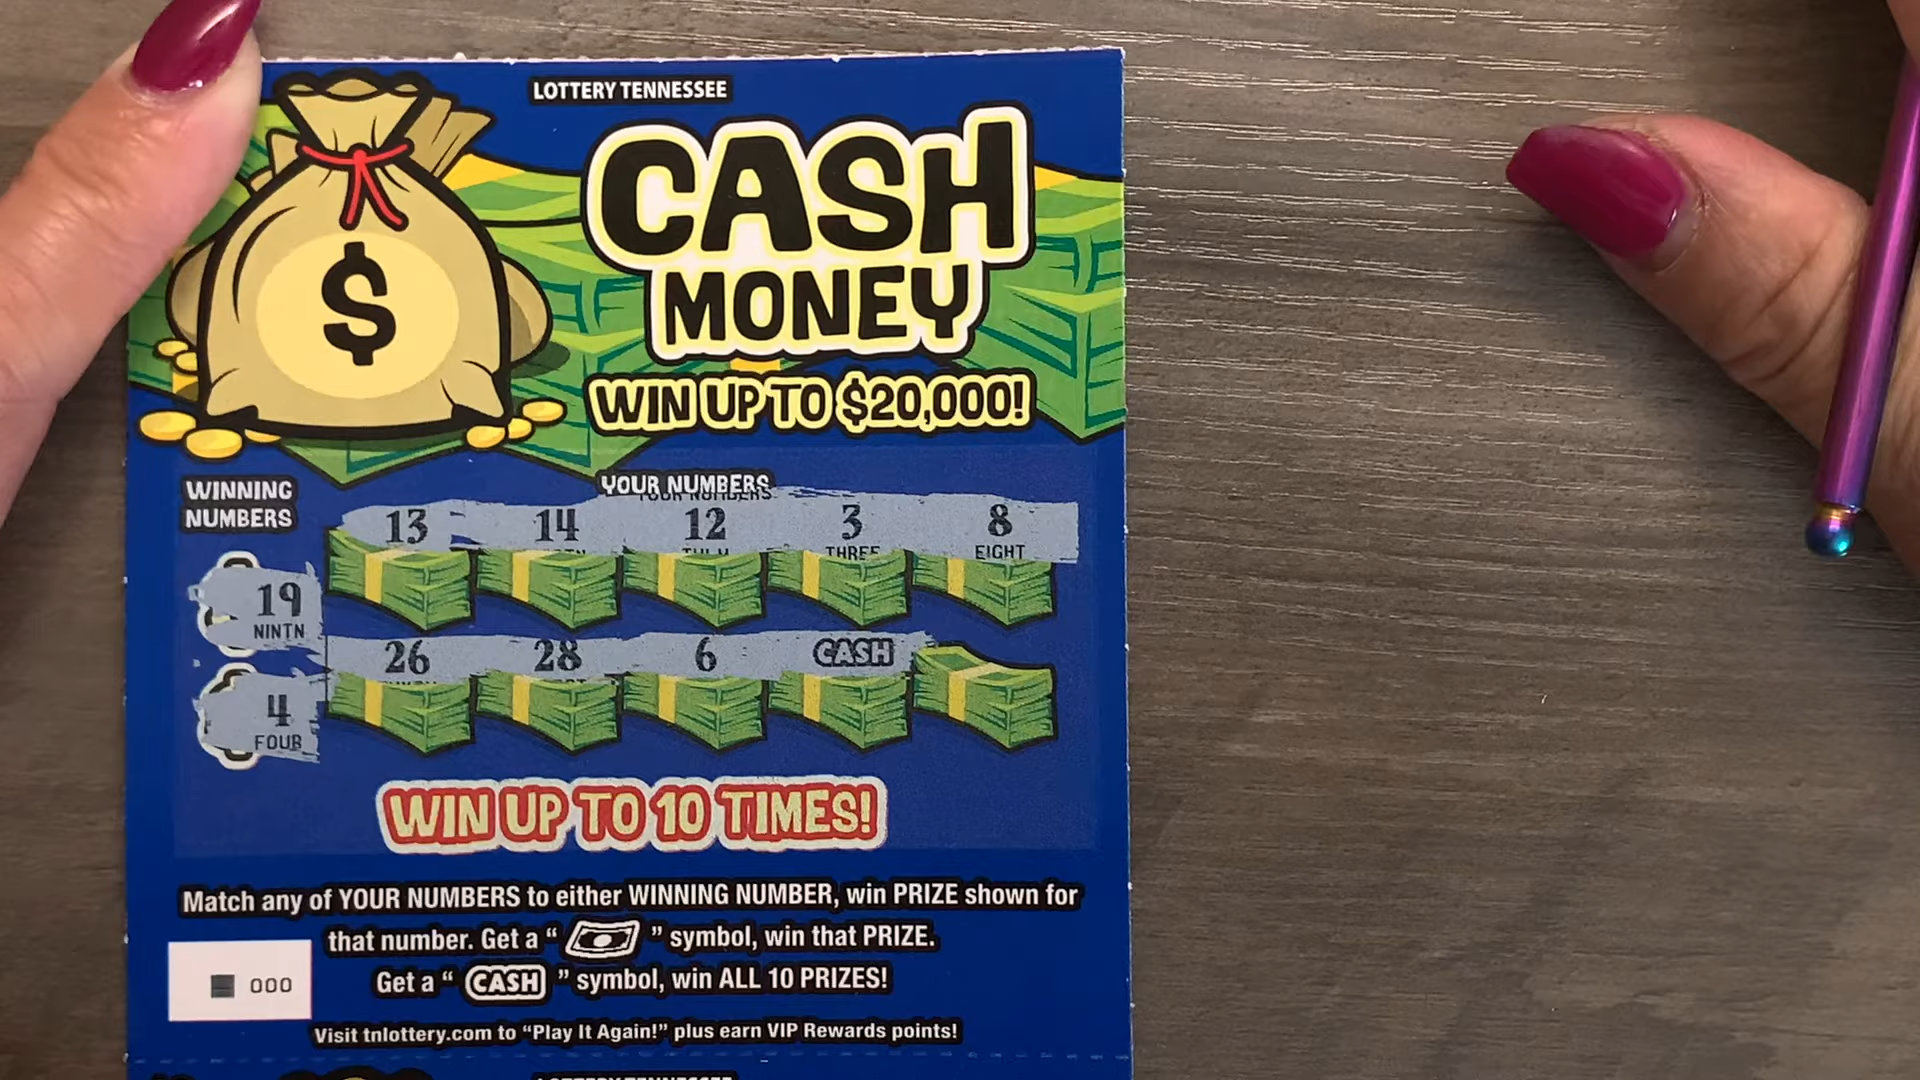 LOTTERY TENNESSEE
CASH
MONEY
WIN UP TO $20,000!
WINNING
NUMBERS
YOUR NUMBERS
13 14 12 3 8
THREE EIGHT
19
NINTN
26 28 6 CASH
4
FOUR
WIN UP TO 10 TIMES!
Match any of YOUR NUMBERS to either WINNING NUMBER, win PRIZE shown for
that number. Get a “ ” symbol, win that PRIZE.
Get a “ CASH ” symbol, win ALL 10 PRIZES!
000
Visit tnlottery.com to “Play It Again!” plus earn VIP Rewards points!
LOTTERY TENNESSEE